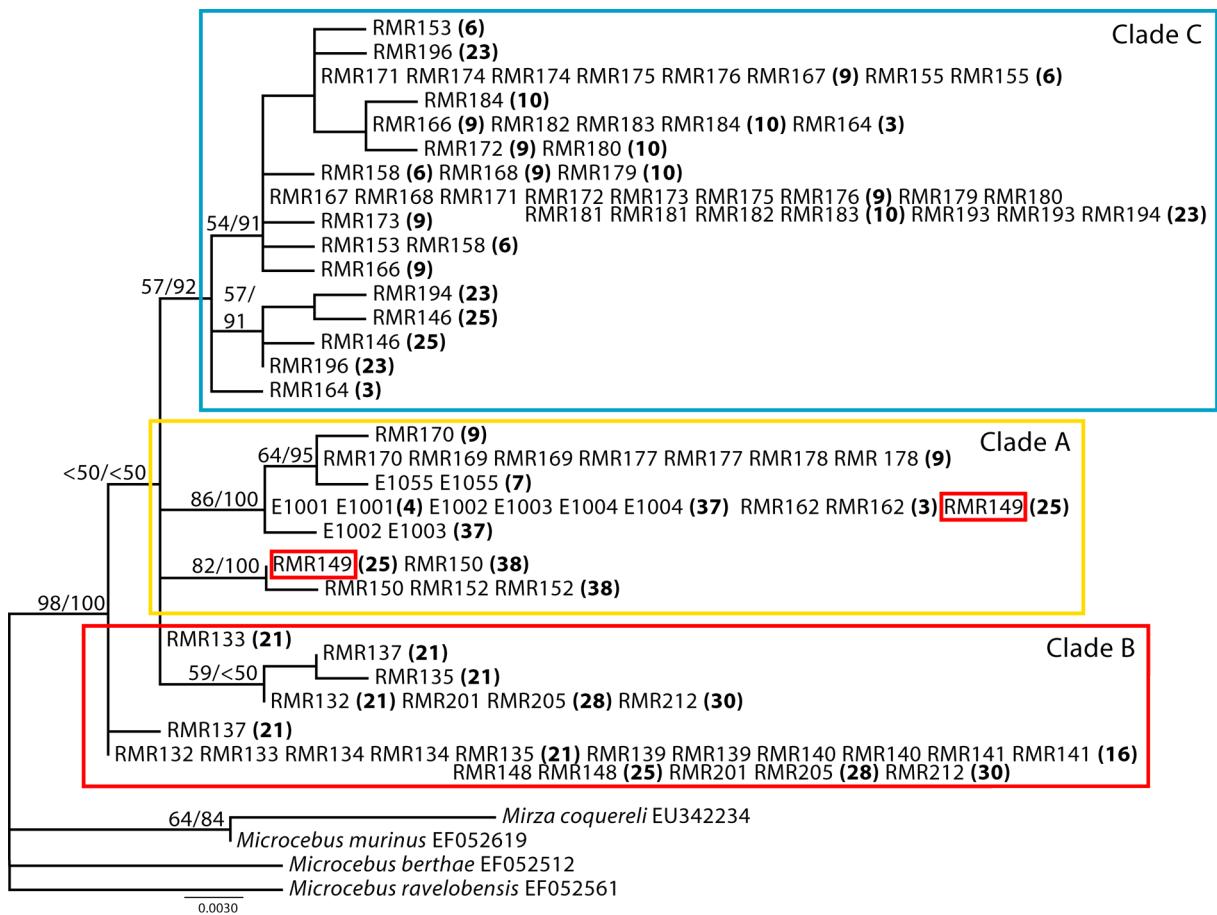 Clade C
RMR153 (6)
RMR196 (23)
RMR171 RMR174 RMR174 RMR175 RMR176 RMR167 (9) RMR155 RMR155 (6)
RMR184 (10)
RMR166 (9) RMR182 RMR183 RMR184 (10) RMR164 (3)
RMR172 (9) RMR180 (10)
RMR158 (6) RMR168 (9) RMR179 (10)
RMR167 RMR168 RMR171 RMR172 RMR173 RMR175 RMR176 (9) RMR179 RMR180
RMR181 RMR181 RMR182 RMR183 (10) RMR193 RMR193 RMR194 (23)
54/91
RMR173 (9)
RMR153 RMR158 (6)
RMR166 (9)
57/92
57/
91
RMR194 (23)
RMR146 (25)
RMR146 (25)
RMR196 (23)
RMR164 (3)
Clade A
RMR170 (9)
64/95
RMR170 RMR169 RMR169 RMR177 RMR177 RMR178 RMR 178 (9)
<50/<50
E1055 E1055 (7)
86/100
E1001 E1001(4) E1002 E1003 E1004 E1004 (37) RMR162 RMR162 (3) RMR149 (25)
E1002 E1003 (37)
82/100
RMR149 (25) RMR150 (38)
RMR150 RMR152 RMR152 (38)
98/100
Clade B
RMR133 (21)
RMR137 (21)
59/<50
RMR135 (21)
RMR132 (21) RMR201 RMR205 (28) RMR212 (30)
RMR137 (21)
RMR132 RMR133 RMR134 RMR134 RMR135 (21) RMR139 RMR139 RMR140 RMR140 RMR141 RMR141 (16)
RMR148 RMR148 (25) RMR201 RMR205 (28) RMR212 (30)
64/84
Mirza coquereli EU342234
Microcebus murinus EF052619
Microcebus berthae EF052512
Microcebus ravelobensis EF052561
0.0030